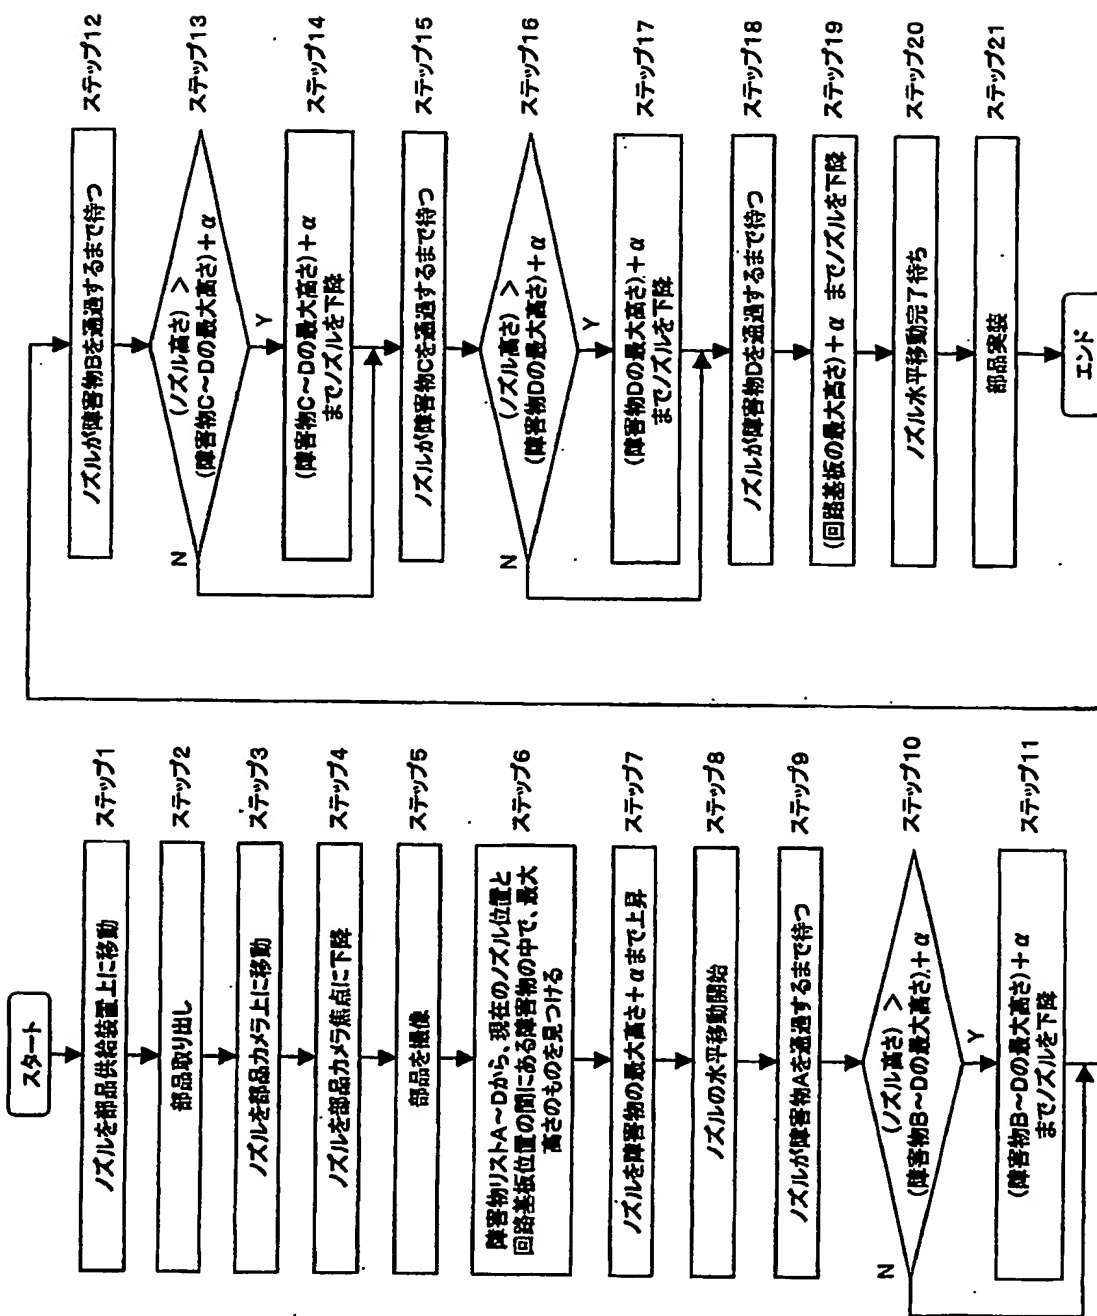 スタート
ノズルを部品供給装置上に移動
ステップ1
部品取り出し
ステップ2
ノズルを部品カメラ上に移動
ステップ3
ノズルを部品カメラ焦点に下降
ステップ4
部品を撮像
ステップ5
障害物リストA～Dから、現在のノズル位置と
回路基板位置の間にある障害物の中で、最大
高さのものを見つける
ステップ6
ノズルを障害物の最大高さ+αまで上昇
ステップ7
ノズルの水平移動開始
ステップ8
ノズルが障害物Aを通過するまで待つ
ステップ9
(ノズル高さ) >
(障害物B～Dの最大高さ)+α
ステップ10
N
Y
(障害物B～Dの最大高さ)+α
までノズルを下降
ステップ11
ノズルが障害物Bを通過するまで待つ
ステップ12
(ノズル高さ) >
(障害物C～Dの最大高さ)+α
ステップ13
N
Y
(障害物C～Dの最大高さ)+α
までノズルを下降
ステップ14
ノズルが障害物Cを通過するまで待つ
ステップ15
(ノズル高さ) >
(障害物Dの最大高さ)+α
ステップ16
N
Y
(障害物Dの最大高さ)+α
までノズルを下降
ステップ17
ノズルが障害物Dを通過するまで待つ
ステップ18
(回路基板の最大高さ)+α までノズルを下降
ステップ19
ノズル水平移動完了待ち
ステップ20
部品実装
ステップ21
エンド